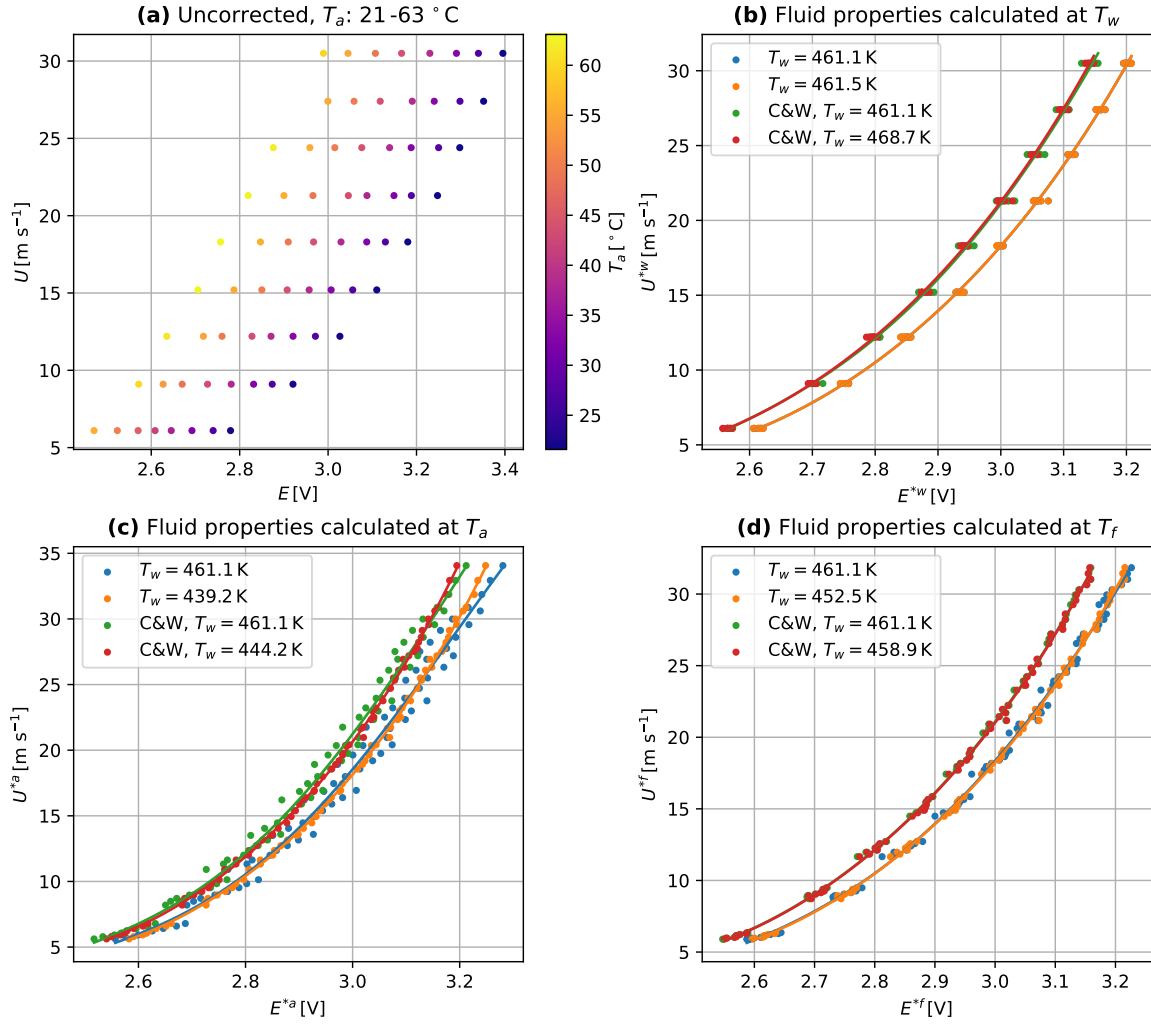 (a) Uncorrected, Tₐ: 21-63 °C
30
25
20
15
10
5
U [m s⁻¹]
2.6 2.8 3.0 3.2 3.4
E [V]
60
55
50
45
40
35
30
25
Tₐ [°C]
(b) Fluid properties calculated at T_w
T_w = 461.1 K
T_w = 461.5 K
C&W, T_w = 461.1 K
C&W, T_w = 468.7 K
30
25
20
15
10
5
U*ʷ [m s⁻¹]
2.6 2.7 2.8 2.9 3.0 3.1 3.2
E*ʷ [V]
(c) Fluid properties calculated at Tₐ
T_w = 461.1 K
T_w = 439.2 K
C&W, T_w = 461.1 K
C&W, T_w = 444.2 K
35
30
25
20
15
10
5
U*ᵃ [m s⁻¹]
2.6 2.8 3.0 3.2
E*ᵃ [V]
(d) Fluid properties calculated at T_f
T_w = 461.1 K
T_w = 452.5 K
C&W, T_w = 461.1 K
C&W, T_w = 458.9 K
30
25
20
15
10
5
U*ᶠ [m s⁻¹]
2.6 2.7 2.8 2.9 3.0 3.1 3.2
E*ᶠ [V]